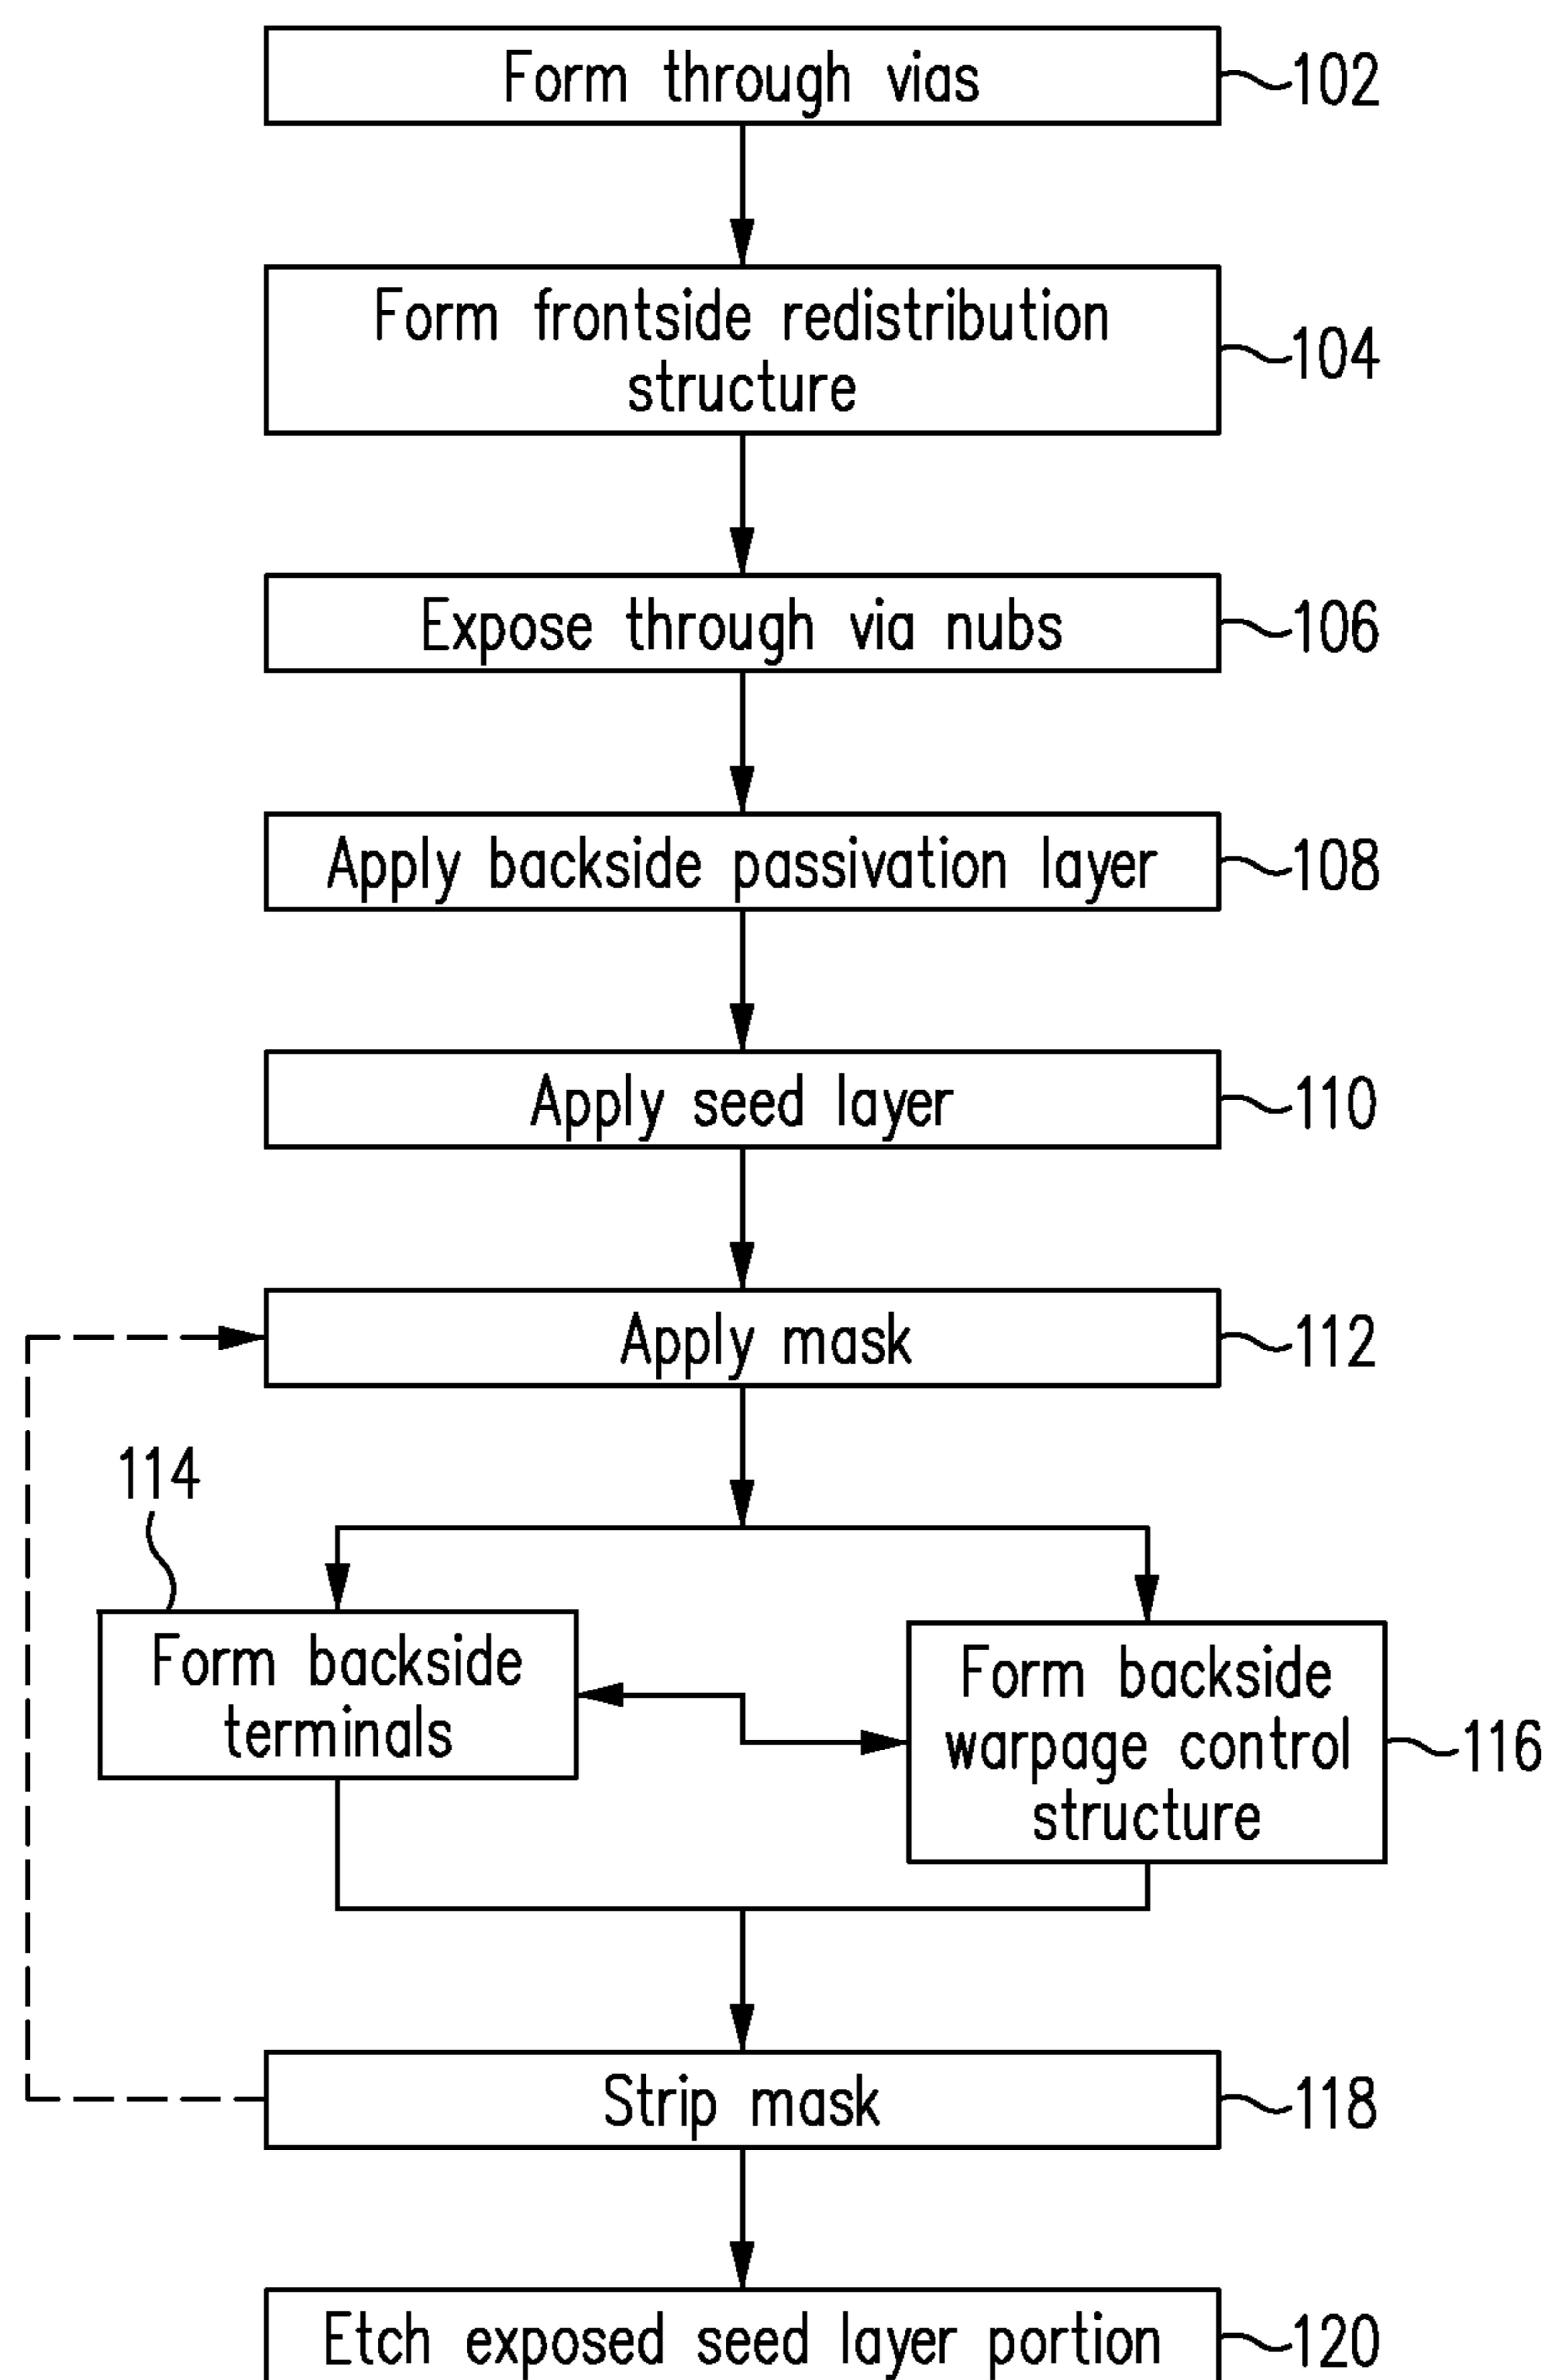 Form through vias
102
Form frontside redistribution
structure
104
Expose through via nubs
106
Apply backside passivation layer
108
Apply seed layer
110
Apply mask
112
114
Form backside
terminals
Form backside
warpage control
structure
116
Strip mask
118
Etch exposed seed layer portion
120